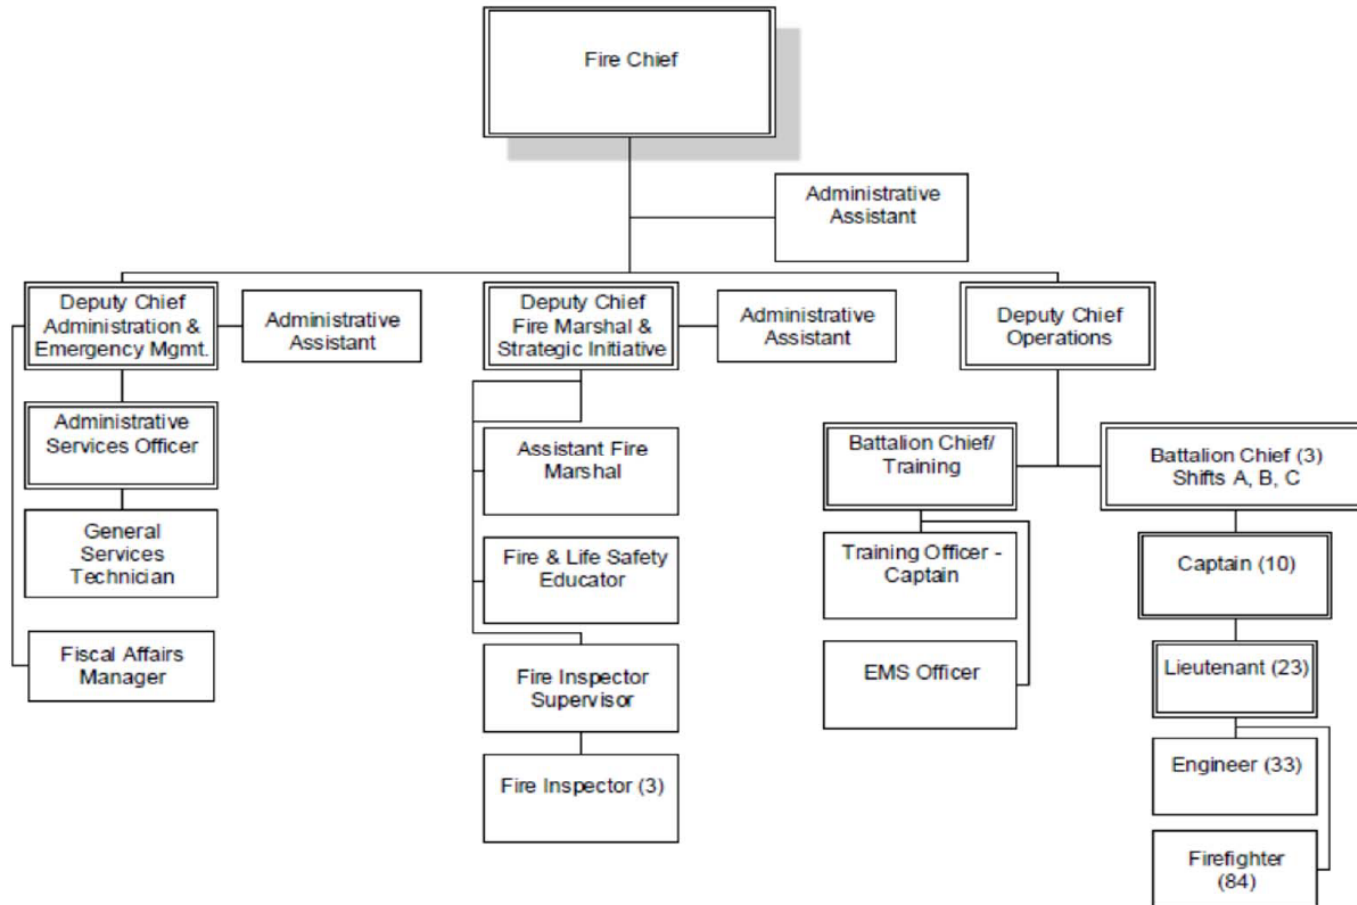 Fire Chief
Administrative
Assistant
Deputy Chief
Administration &
Emergency Mgmt.
Administrative
Assistant
Deputy Chief
Fire Marshal &
Strategic Initiative
Administrative
Assistant
Deputy Chief
Operations
Administrative
Services Officer
General
Services
Technician
Fiscal Affairs
Manager
Assistant Fire
Marshal
Fire & Life Safety
Educator
Fire Inspector
Supervisor
Fire Inspector (3)
Battalion Chief/
Training
Training Officer -
Captain
EMS Officer
Battalion Chief (3)
Shifts A, B, C
Captain (10)
Lieutenant (23)
Engineer (33)
Firefighter
(84)